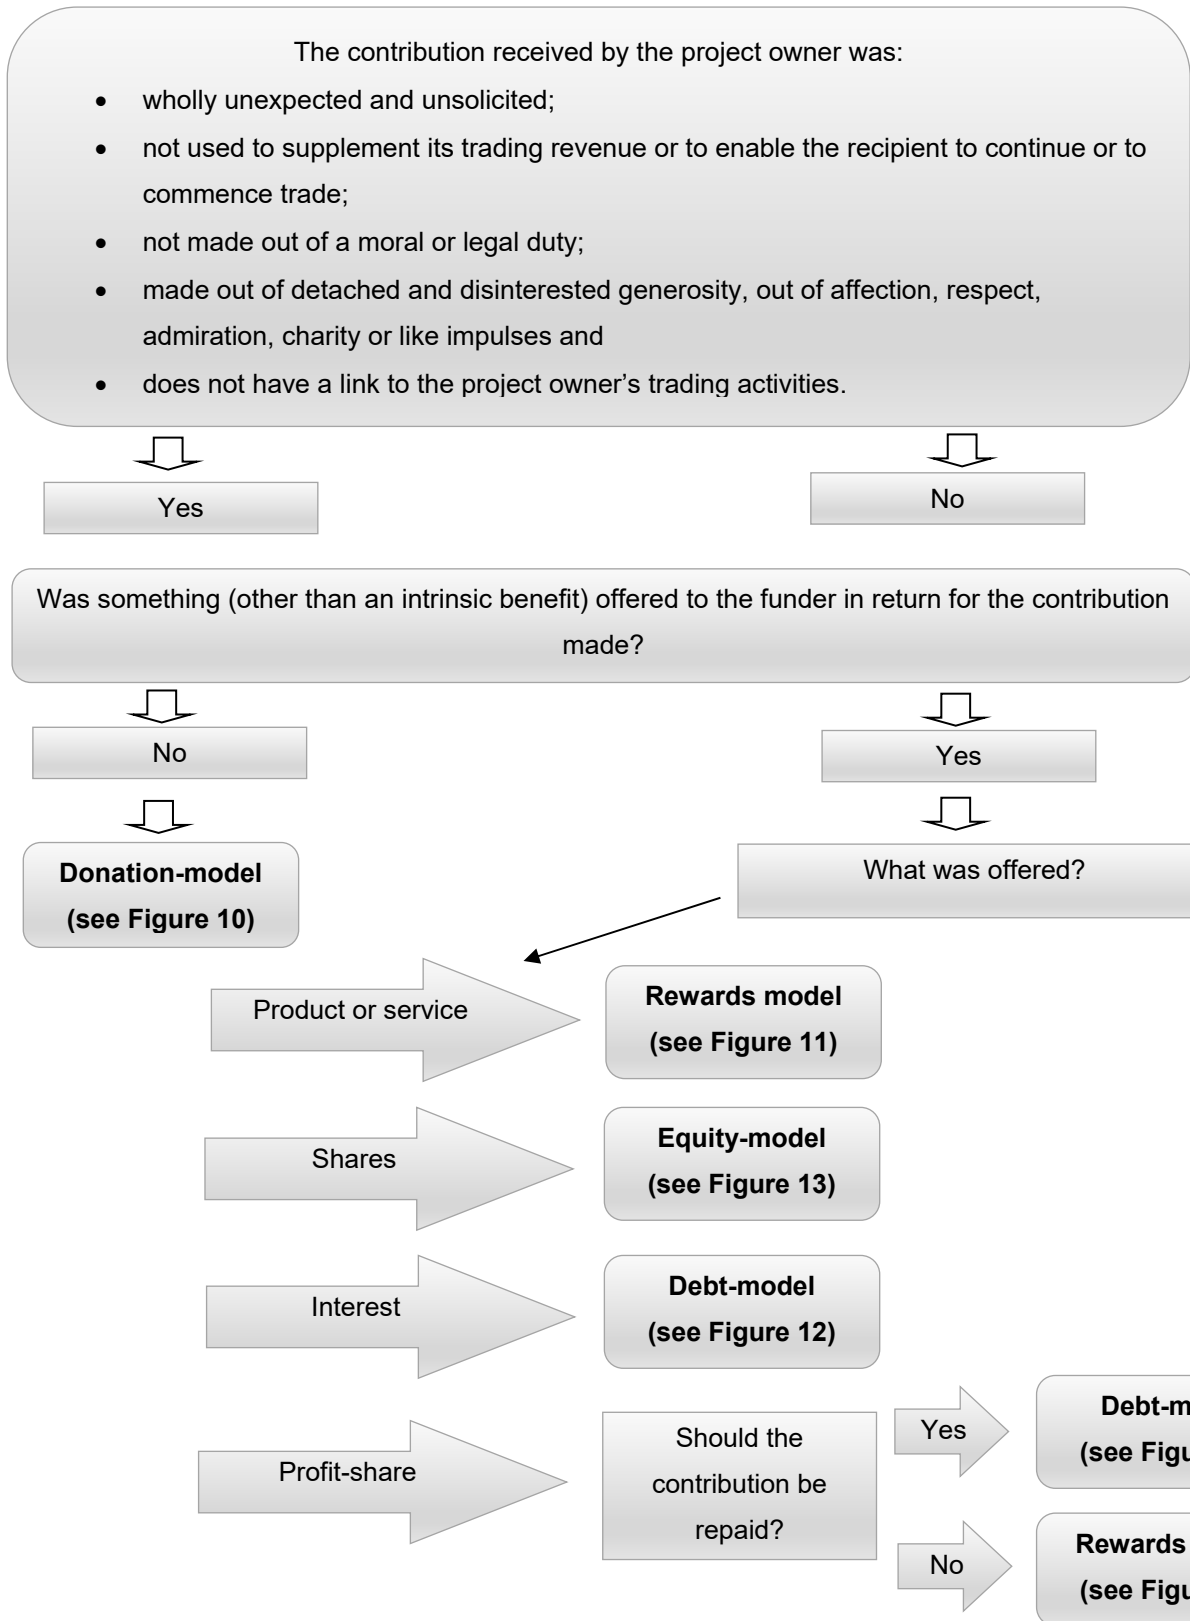 The contribution received by the project owner was:
• wholly unexpected and unsolicited;
• not used to supplement its trading revenue or to enable the recipient to continue or to
commence trade;
• not made out of a moral or legal duty;
• made out of detached and disinterested generosity, out of affection, respect,
admiration, charity or like impulses and
• does not have a link to the project owner’s trading activities.
Yes
No
Was something (other than an intrinsic benefit) offered to the funder in return for the contribution
made?
No
Yes
Donation-model
(see Figure 10)
What was offered?
Product or service
Rewards model
(see Figure 11)
Shares
Equity-model
(see Figure 13)
Interest
Debt-model
(see Figure 12)
Profit-share
Should the
contribution be
repaid?
Yes
Debt-m
(see Figu
No
Rewards
(see Figu